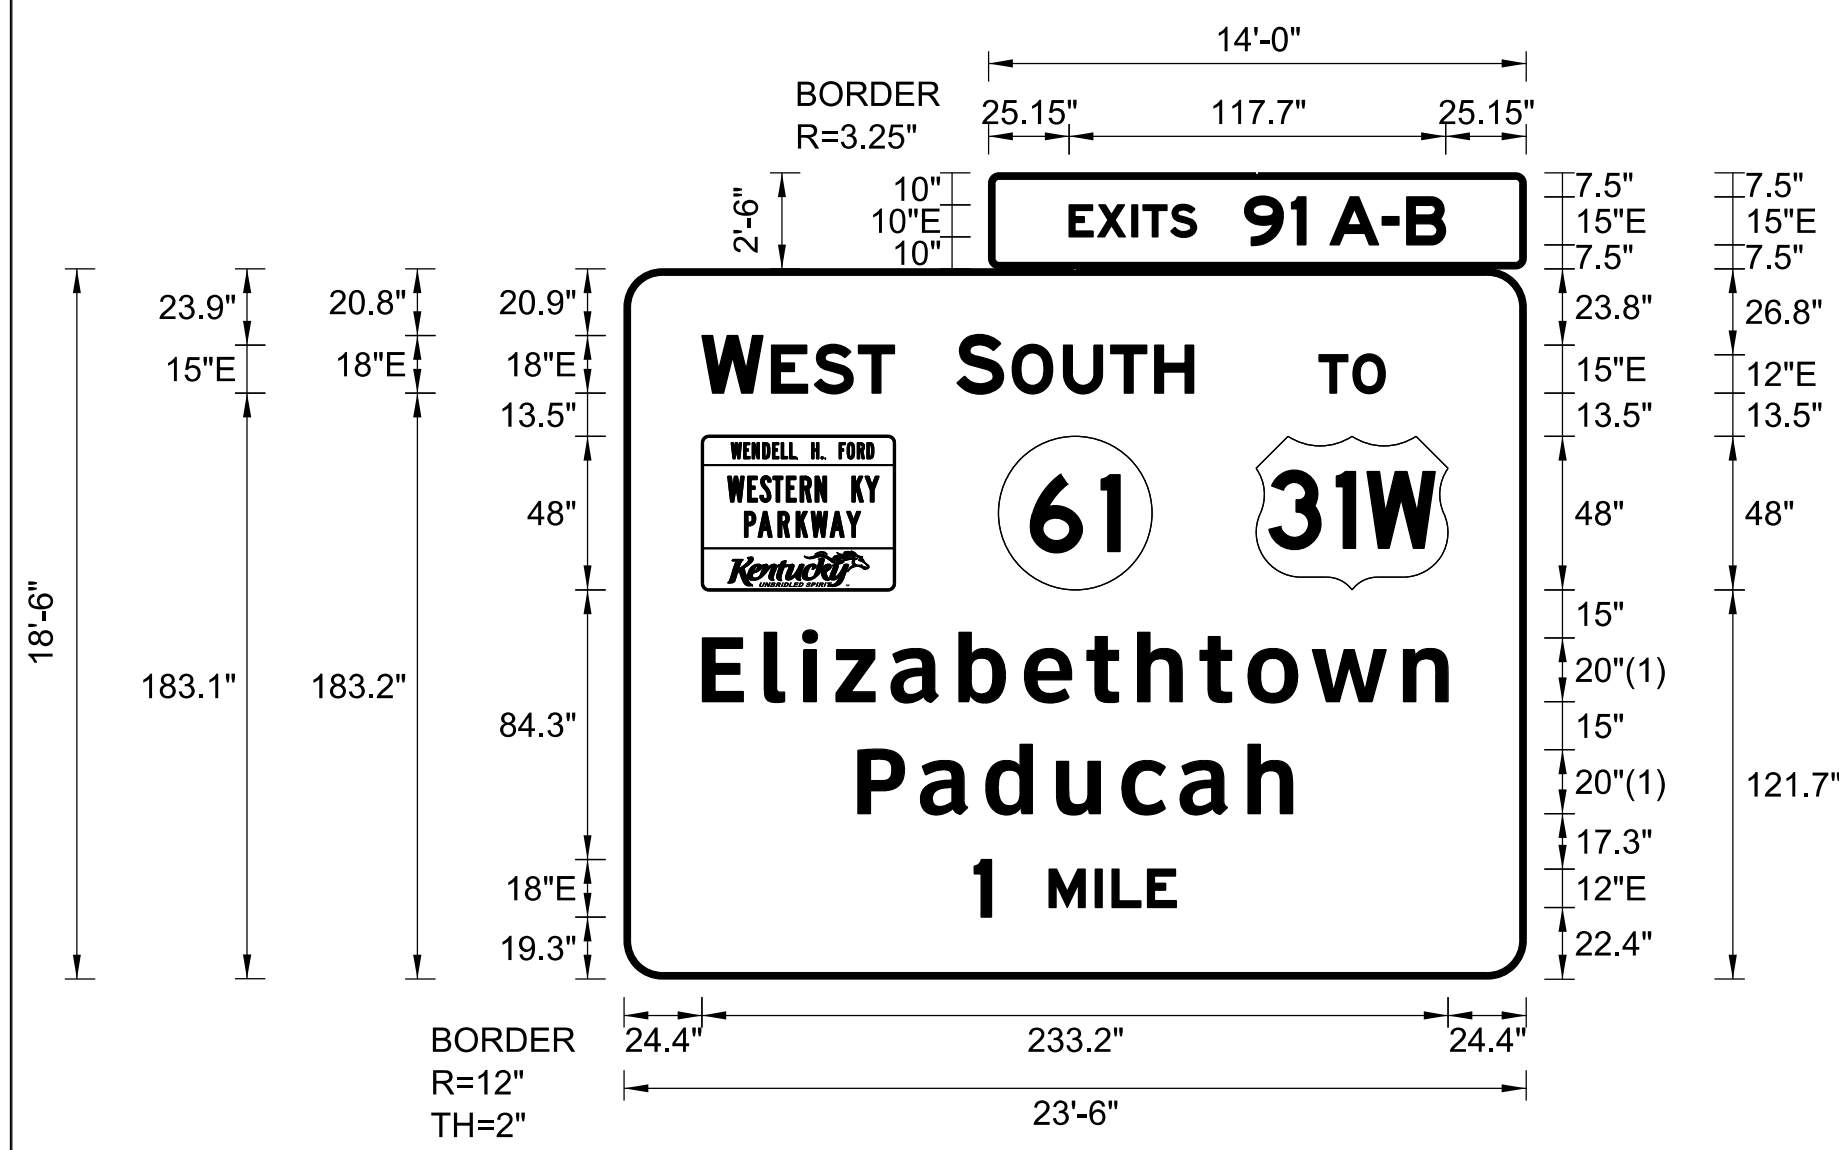 14'-0"
BORDER
R=3.25"
25.15" 117.7" 25.15"
2'-6"
10"
10"E
10"
EXITS 91 A-B
7.5" 7.5"
15"E 15"E
7.5" 7.5"
23.9" 20.8" 20.9" 23.8" 26.8"
15"E 18"E 18"E WEST SOUTH TO 15"E 12"E
13.5" 13.5" 13.5"
WENDELL H. FORD
WESTERN KY
PARKWAY
Kentucky
UNBRIDLED SPIRIT
61
31W
48" 48" 48"
18'-6"
183.1" 183.2" 84.3"
15"
Elizabethtown 20"(1)
15"
Paducah 20"(1)
121.7"
17.3"
18"E 1 MILE 12"E
19.3" 22.4"
BORDER
R=12"
TH=2"
24.4" 233.2" 24.4"
23'-6"